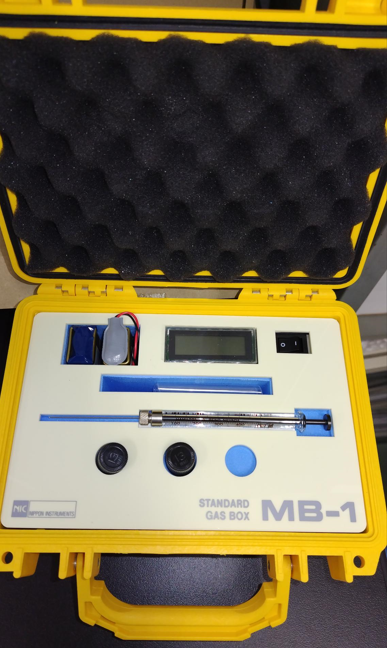 NIC NIPPON INSTRUMENTS
STANDARD
GAS BOX
MB-1